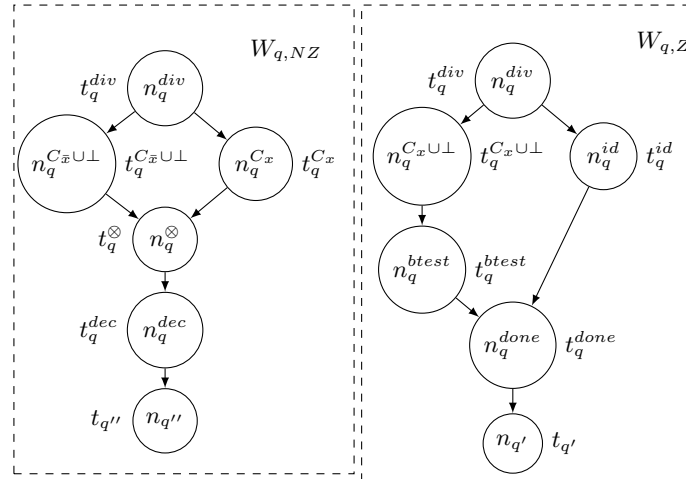 W_{q,NZ}
t_q^{div} n_q^{div}
n_q^{C_{\bar{x}} ∪ ⊥} t_q^{C_{\bar{x}} ∪ ⊥} n_q^{C_x} t_q^{C_x}
t_q^{⊗} n_q^{⊗}
t_q^{dec} n_q^{dec}
t_{q''} n_{q''}
W_{q,Z}
t_q^{div} n_q^{div}
n_q^{C_x ∪ ⊥} t_q^{C_x ∪ ⊥} n_q^{id} t_q^{id}
n_q^{btest} t_q^{btest}
n_q^{done} t_q^{done}
n_{q'} t_{q'}